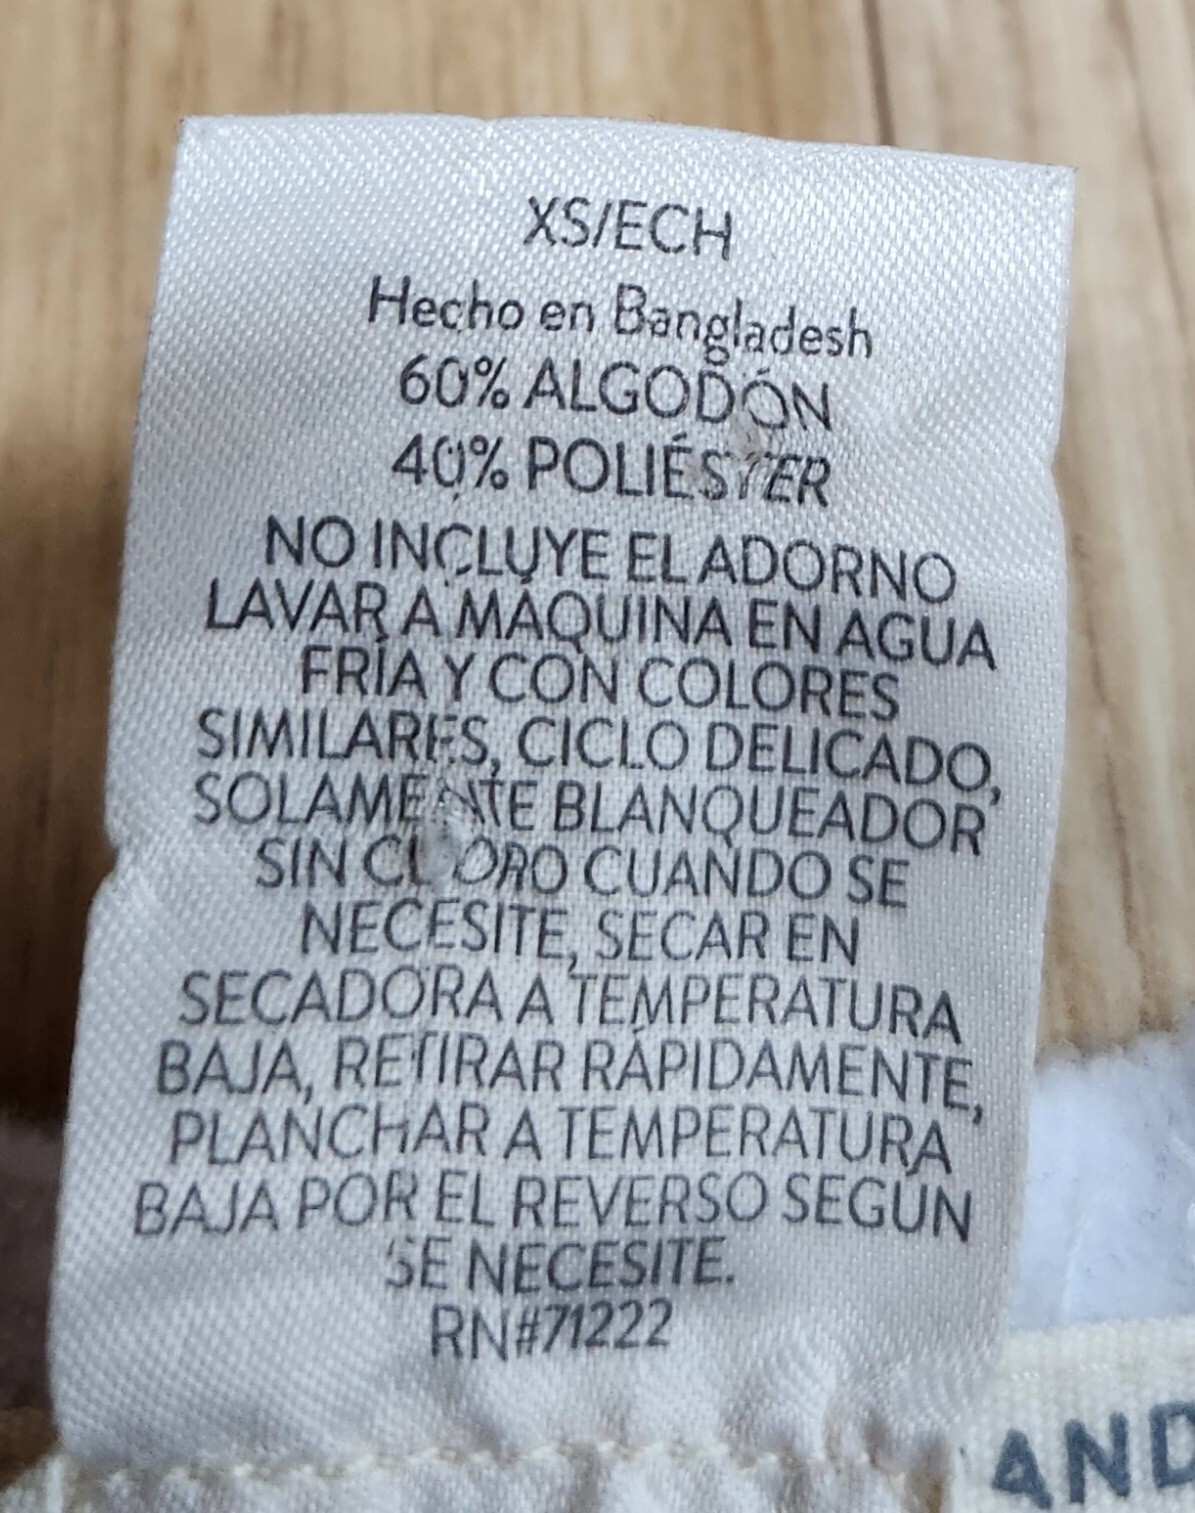 XS/ECH
Hecho en Bangladesh
60% ALGODÓN
40% POLIÉSTER
NO INCLUYE EL ADORNO
LAVAR A MÁQUINA EN AGUA
FRÍA Y CON COLORES
SIMILARES, CICLO DELICADO,
SOLAMENTE BLANQUEADOR
SIN CLORO CUANDO SE
NECESITE, SECAR EN
SECADORA A TEMPERATURA
BAJA, RETIRAR RÁPIDAMENTE,
PLANCHAR A TEMPERATURA
BAJA POR EL REVERSO SEGÚN
SE NECESITE.
RN#71222
AND